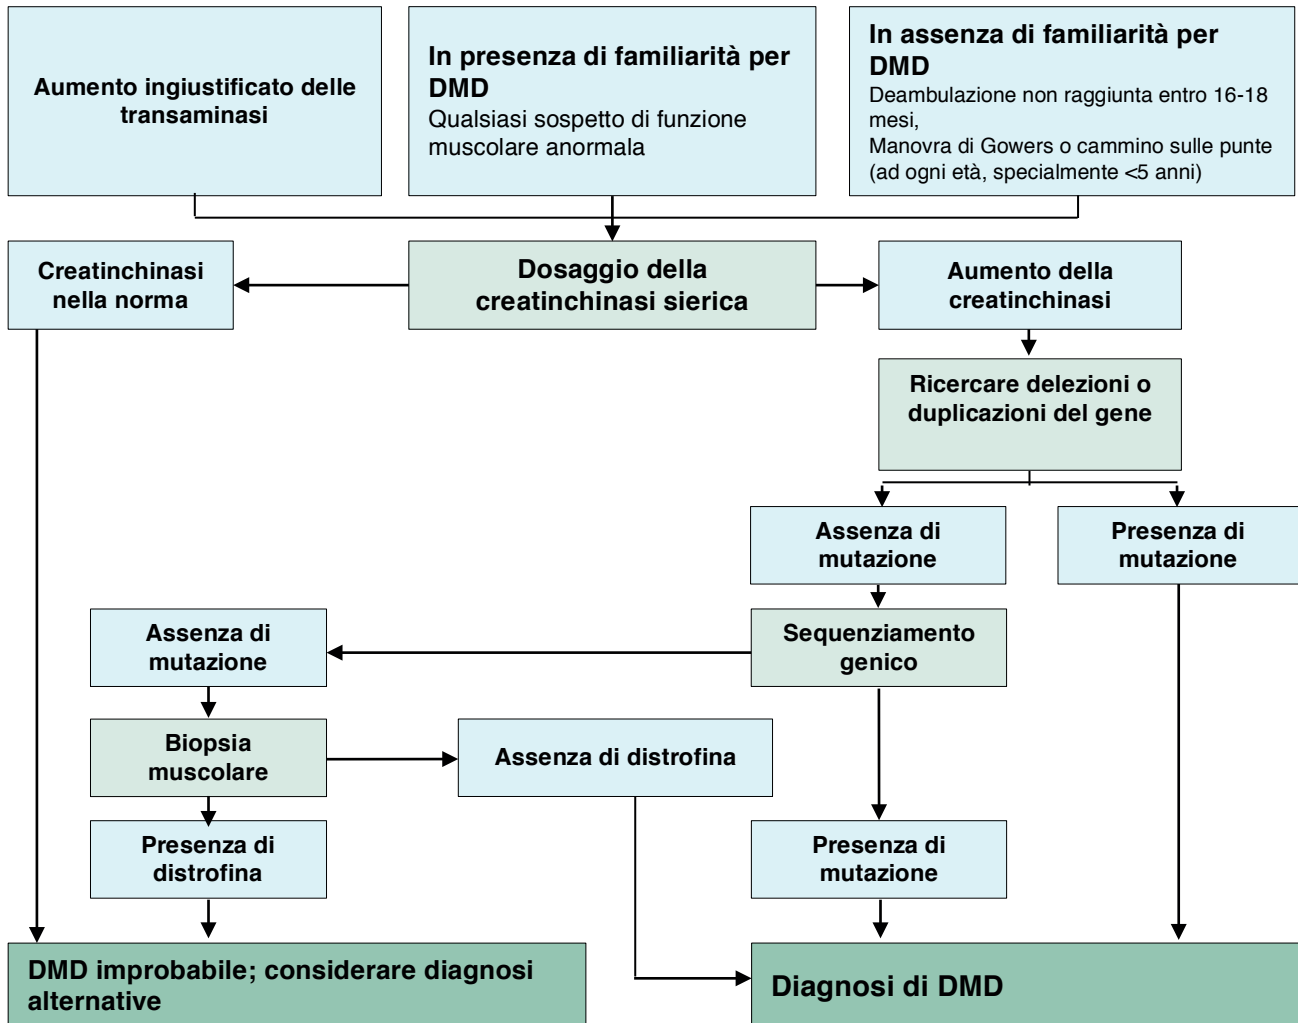 Aumento ingiustificato delle
transaminasi
In presenza di familiarità per
DMD
Qualsiasi sospetto di funzione
muscolare anormala
In assenza di familiarità per
DMD
Deambulazione non raggiunta entro 16-18
mesi,
Manovra di Gowers o cammino sulle punte
(ad ogni età, specialmente <5 anni)
Creatinchinasi
nella norma
Dosaggio della
creatinchinasi sierica
Aumento della
creatinchinasi
Ricercare delezioni o
duplicazioni del gene
Assenza di
mutazione
Presenza di
mutazione
Assenza di
mutazione
Sequenziamento
genico
Biopsia
muscolare
Assenza di distrofina
Presenza di
distrofina
Presenza di
mutazione
DMD improbabile; considerare diagnosi
alternative
Diagnosi di DMD